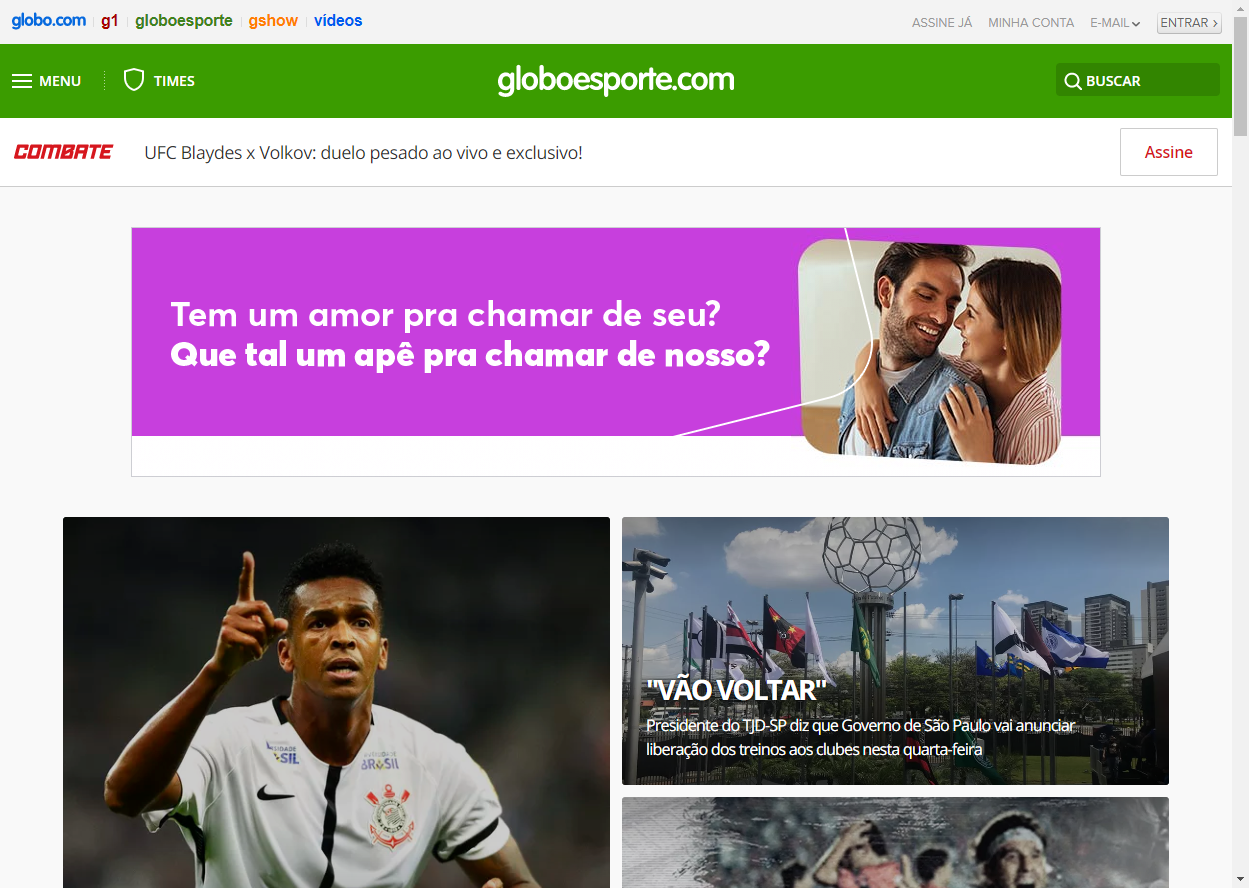 globo.com g1 globoesporte gshow vídeos
ASSINE JÁ MINHA CONTA E-MAIL ENTRAR ›
MENU TIMES globoesporte.com BUSCAR
COMBATE UFC Blaydes x Volkov: duelo pesado ao vivo e exclusivo! Assine
Tem um amor pra chamar de seu?
Que tal um apê pra chamar de nosso?
"VÃO VOLTAR"
Presidente do TJD-SP diz que Governo de São Paulo vai anunciar
liberação dos treinos aos clubes nesta quarta-feira